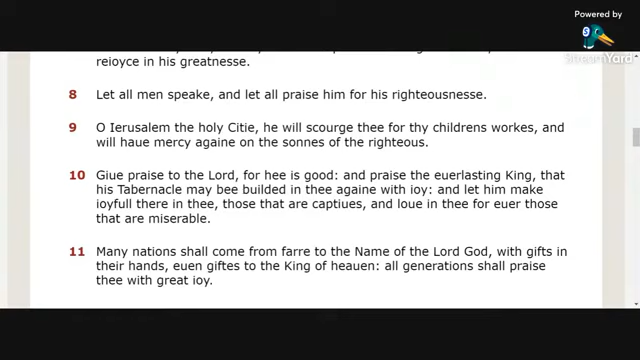 Powered by
StreamYard
reioyce in his greatnesse.
8 Let all men speake, and let all praise him for his righteousnesse.
9 O Ierusalem the holy Citie, he will scourge thee for thy childrens workes, and
will haue mercy againe on the sonnes of the righteous.
10 Giue praise to the Lord, for hee is good: and praise the euerlasting King, that
his Tabernacle may bee builded in thee againe with ioy: and let him make
ioyfull there in thee, those that are captiues, and loue in thee for euer those
that are miserable.
11 Many nations shall come from farre to the Name of the Lord God, with gifts in
their hands, euen giftes to the King of heauen: all generations shall praise
thee with great ioy.